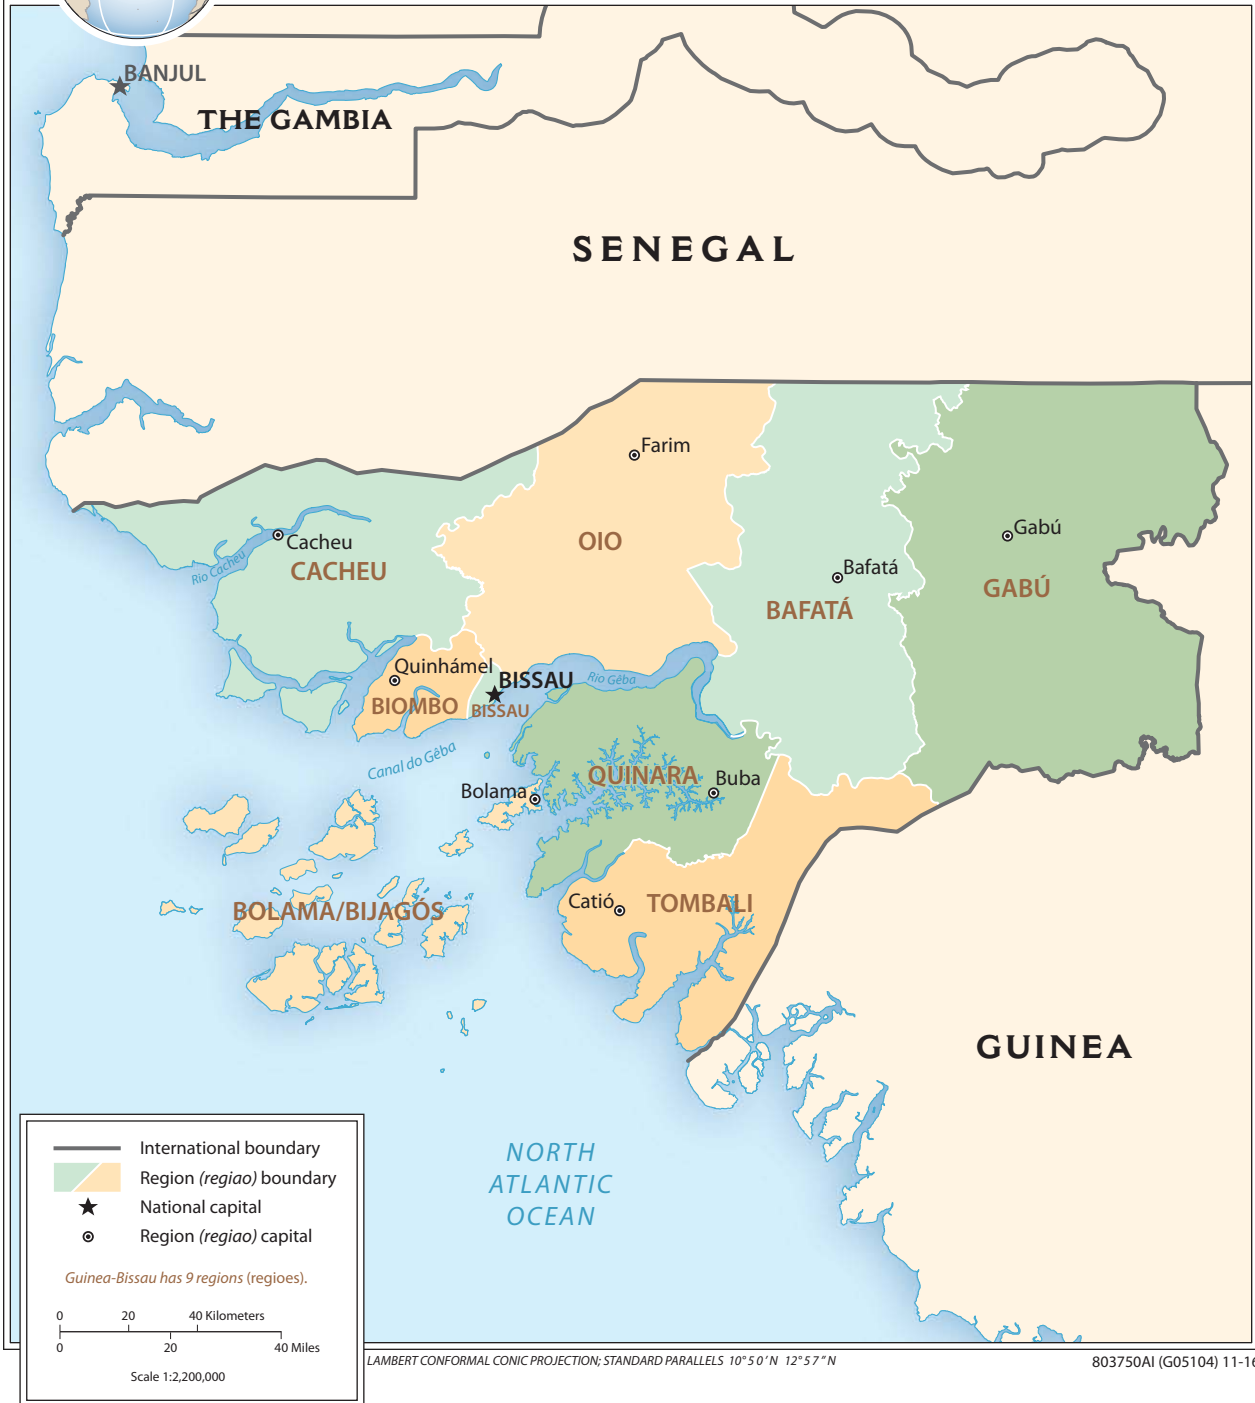 BANJUL
THE GAMBIA
SENEGAL
Farim
OIO
Cacheu
Rio Cacheu
CACHEU
Gabú
GABÚ
Bafatá
BAFATÁ
Quinhámel
BIOMBO
BISSAU
BISSAU
Rio Gêba
Canal do Gêba
QUINARA
Buba
Bolama
BOLAMA/BIJAGÓS
Catió
TOMBALI
GUINEA
NORTH
ATLANTIC
OCEAN
International boundary
Region (regiao) boundary
National capital
Region (regiao) capital
Guinea-Bissau has 9 regions (regioes).
0 20 40 Kilometers
0 20 40 Miles
Scale 1:2,200,000
LAMBERT CONFORMAL CONIC PROJECTION; STANDARD PARALLELS 10°50'N 12°57"N
803750AI (G05104) 11-16